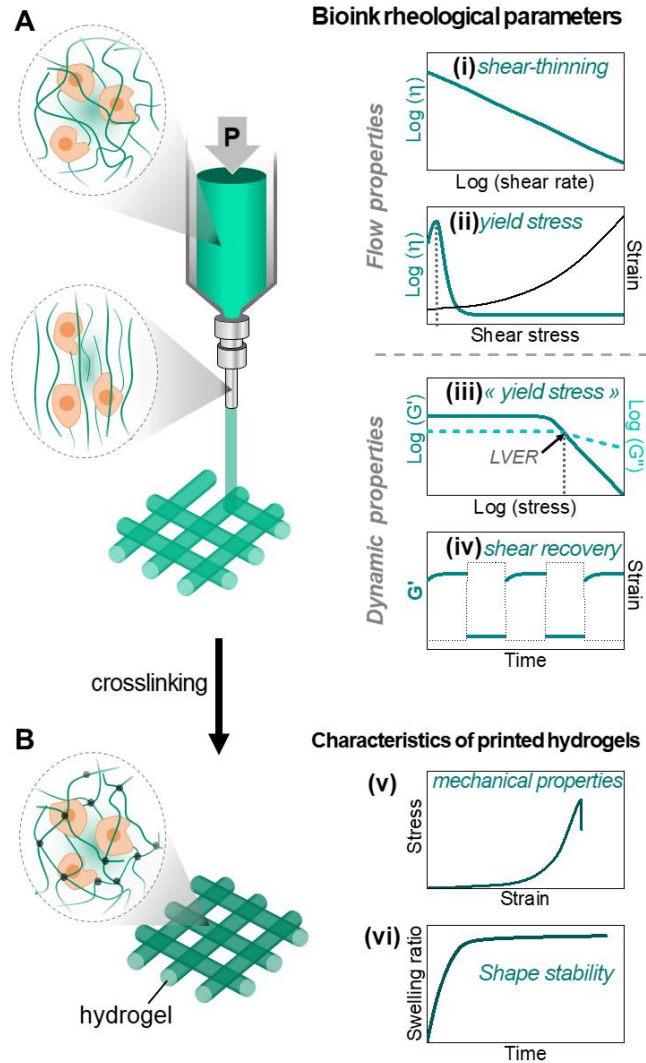 A
Bioink rheological parameters
P
Flow properties
(i) shear-thinning
Log (η)
Log (shear rate)
(ii) yield stress
Log (η)
Strain
Shear stress
Dynamic properties
(iii) « yield stress »
Log (G')
Log (G")
LVER
Log (stress)
(iv) shear recovery
G'
Strain
Time
crosslinking
B
Characteristics of printed hydrogels
(v) mechanical properties
Stress
Strain
(vi)
Swelling ratio
Shape stability
Time
hydrogel